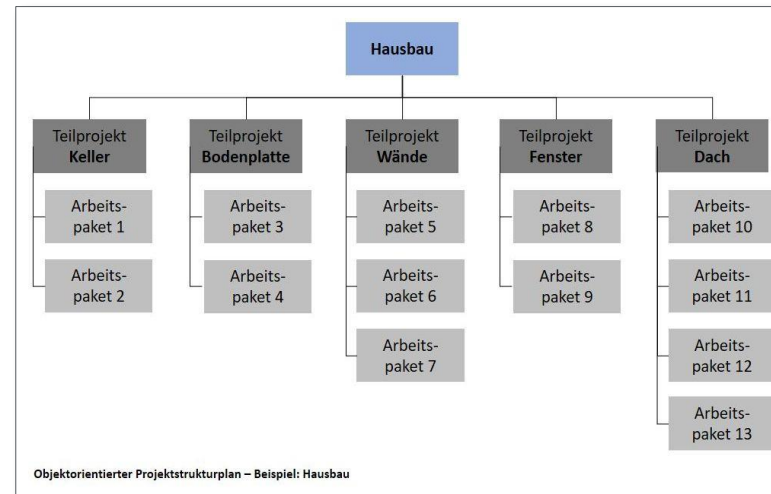 Hausbau
Teilprojekt
Keller
Arbeits-
paket 1
Arbeits-
paket 2
Teilprojekt
Bodenplatte
Arbeits-
paket 3
Arbeits-
paket 4
Teilprojekt
Wände
Arbeits-
paket 5
Arbeits-
paket 6
Arbeits-
paket 7
Teilprojekt
Fenster
Arbeits-
paket 8
Arbeits-
paket 9
Teilprojekt
Dach
Arbeits-
paket 10
Arbeits-
paket 11
Arbeits-
paket 12
Arbeits-
paket 13
Objektorientierter Projektstrukturplan – Beispiel: Hausbau